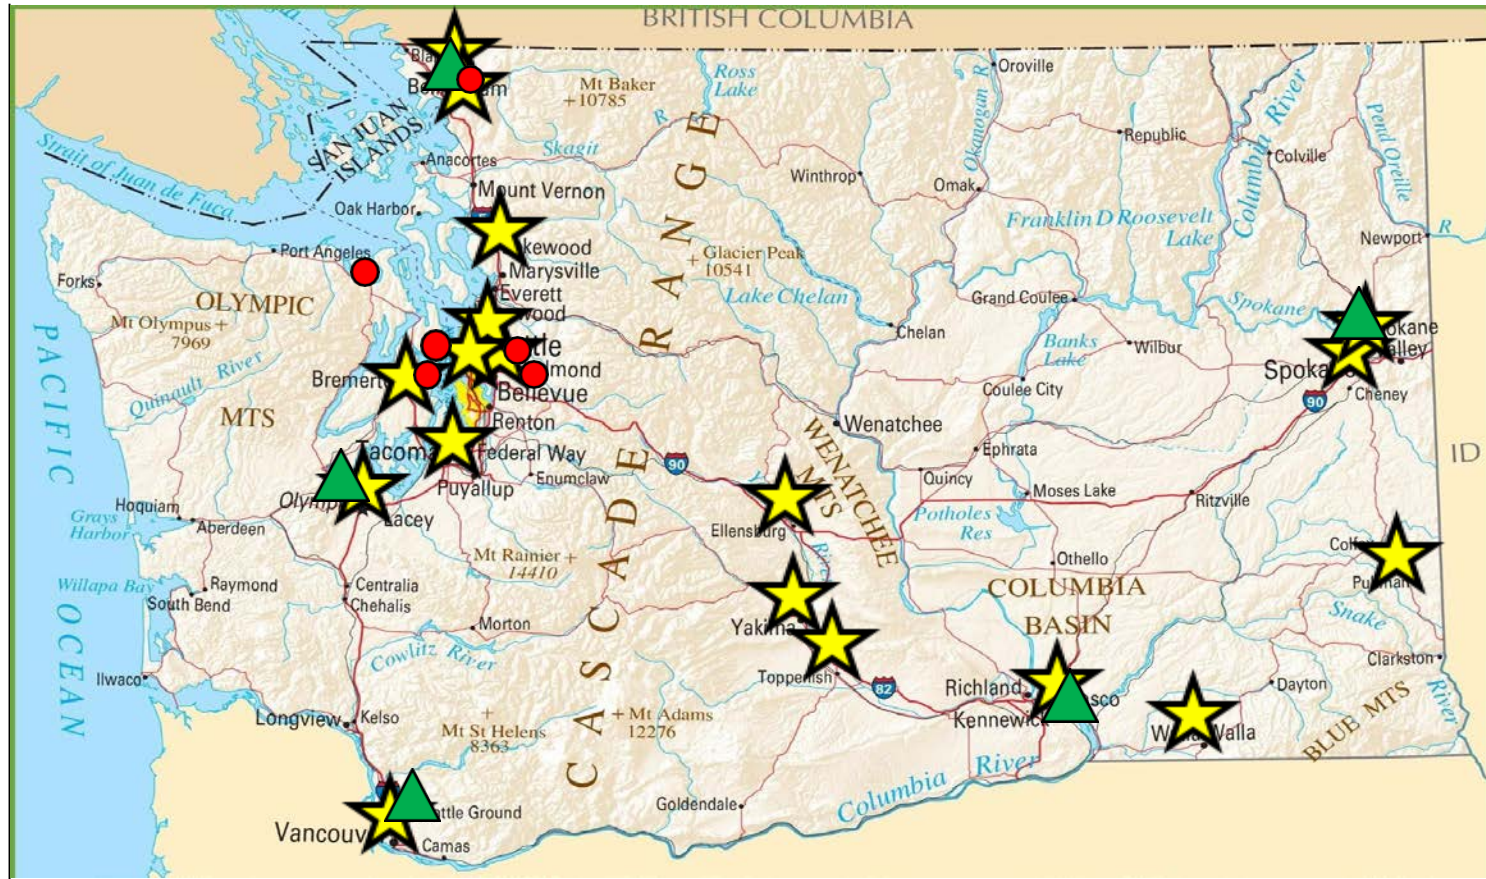 BRITISH COLUMBIA
Ross
Lake
Mt Baker
+10785
Oroville
Okanogan R
Columbia River
Pend Oreille
SAN JUAN
ISLANDS
Strait of Juan de Fuca
Anacortes
Skagit
R
Republic
Colville
Winthrop
Omak
Mount Vernon
Oak Harbor
Franklin D Roosevelt
Lake
Newport
R
Port Angeles
Marysville
Everett
Glacier Peak
+10541
Lake Chelan
Forks
OLYMPIC
MTS
Mt Olympus+
7969
Quinault River
Grand Coulee
Spokane
Chelan
Banks
Lake
Wilbur
Coulee City
Cheney
90
Bellevue
Renton
Federal Way
Tacoma
Enumclaw
Puyallup
Lacey
90
Wenatchee
WENATCHEE
MTS
Ephrata
Quincy
Moses Lake
Ritzville
ID
Potholes
Res
Ellensburg
River
Hoquiam
Grays
Harbor
Aberdeen
Mt Rainier+
14410
Othello
Willapa Bay
Raymond
South Bend
Centralia
Chehalis
Morton
COLUMBIA
BASIN
Snake
River
Yakima
Toppenish
82
Clarkston
Cowlitz River
Ilwaco
Richland
Kennewick
Dayton
BLUE MTS
Longview
Kelso
Mt St Helens
8363
+Mt Adams
12276
CASCADE
RANGE
PACIFIC
OCEAN
Columbia River
Goldendale
Camas